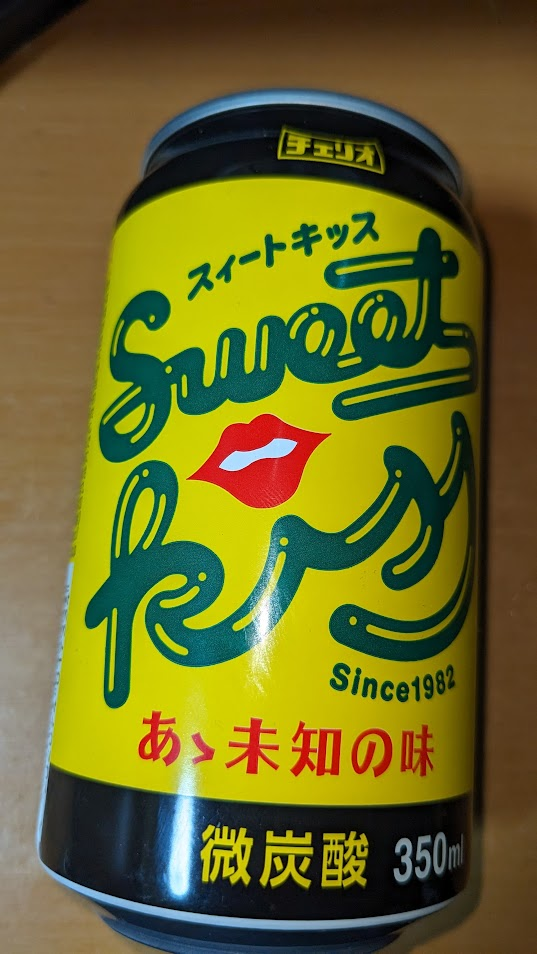 チェリオ
スィートキッス
Sweet
kiss
Since1982
あゝ未知の味
微炭酸 350ml